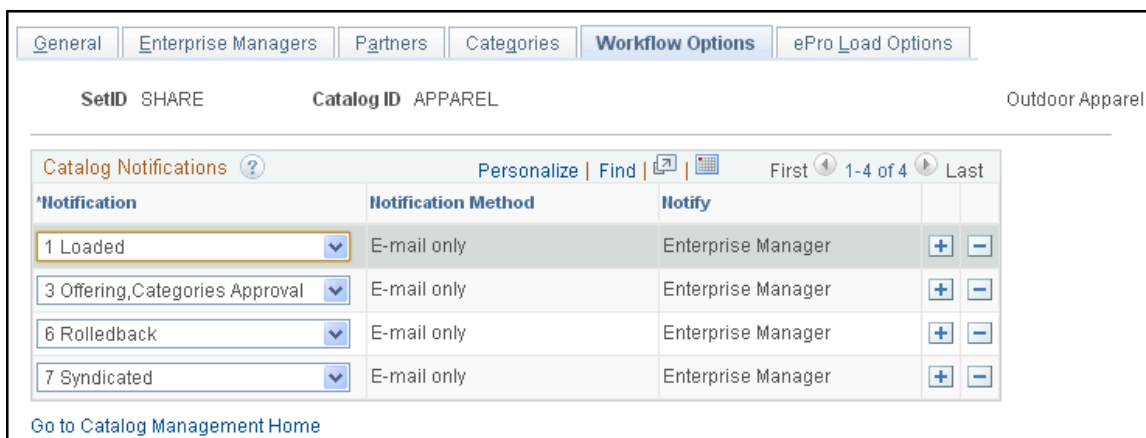 General Enterprise Managers Partners Categories Workflow Options ePro Load Options
SetID SHARE Catalog ID APPAREL Outdoor Apparel
Catalog Notifications ? Personalize | Find | | First 1-4 of 4 Last
*Notification Notification Method Notify
1 Loaded E-mail only Enterprise Manager + -
3 Offering,Categories Approval E-mail only Enterprise Manager + -
6 Rolledback E-mail only Enterprise Manager + -
7 Syndicated E-mail only Enterprise Manager + -
Go to Catalog Management Home